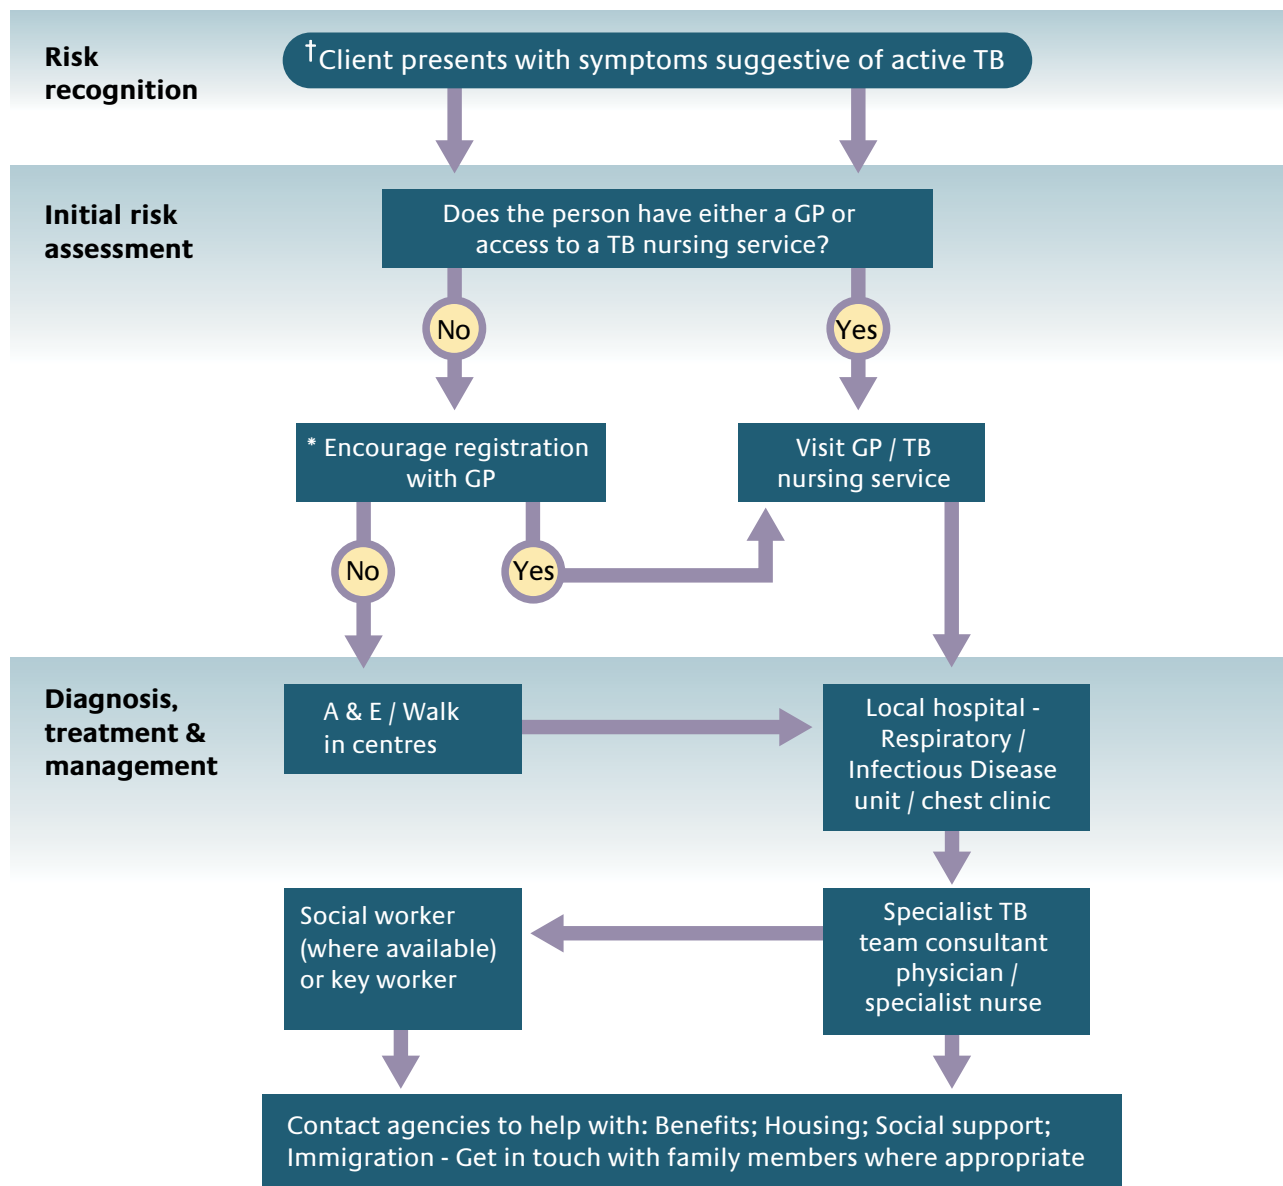 Risk
recognition
†Client presents with symptoms suggestive of active TB
Initial risk
assessment
Does the person have either a GP or
access to a TB nursing service?
No
Yes
* Encourage registration
with GP
Visit GP / TB
nursing service
No
Yes
Diagnosis,
treatment &
management
A & E / Walk
in centres
Local hospital -
Respiratory /
Infectious Disease
unit / chest clinic
Social worker
(where available)
or key worker
Specialist TB
team consultant
physician /
specialist nurse
Contact agencies to help with: Benefits; Housing; Social support;
Immigration - Get in touch with family members where appropriate